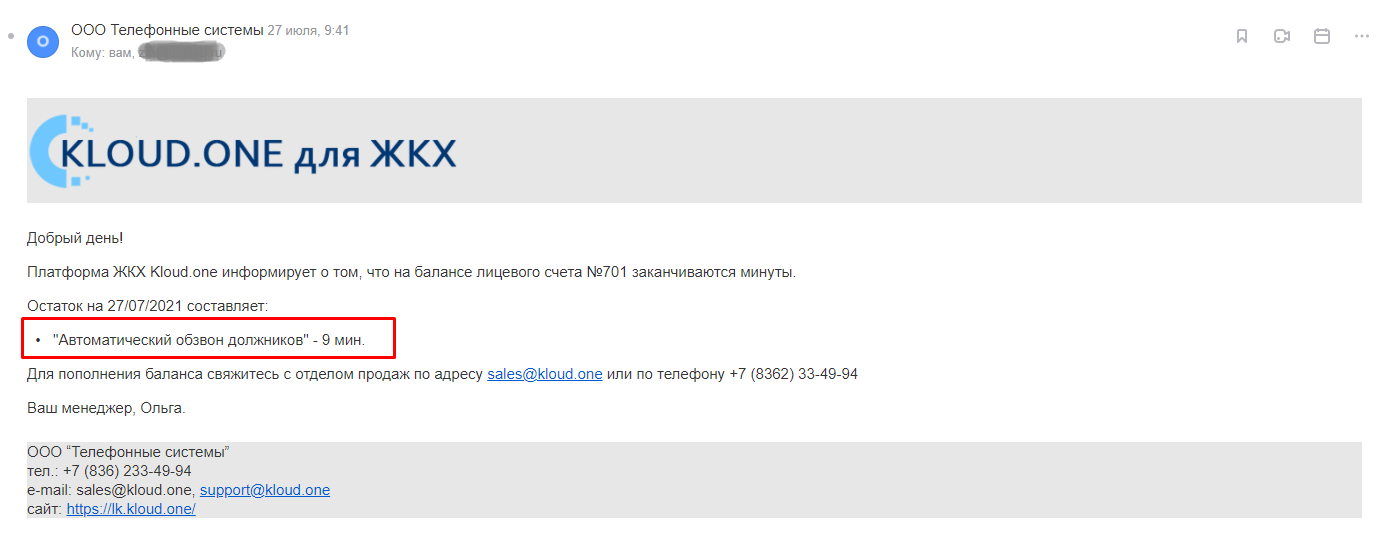 О
ООО Телефонные системы 27 июля, 9:41
Кому: вам,
KLOUD.ONE для ЖКХ
Добрый день!
Платформа ЖКХ Kloud.one информирует о том, что на балансе лицевого счета №701 заканчиваются минуты.
Остаток на 27/07/2021 составляет:
• "Автоматический обзвон должников" - 9 мин.
Для пополнения баланса свяжитесь с отделом продаж по адресу sales@kloud.one или по телефону +7 (8362) 33-49-94
Ваш менеджер, Ольга.
ООО “Телефонные системы”
тел.: +7 (836) 233-49-94
e-mail: sales@kloud.one, support@kloud.one
сайт: https://lk.kloud.one/